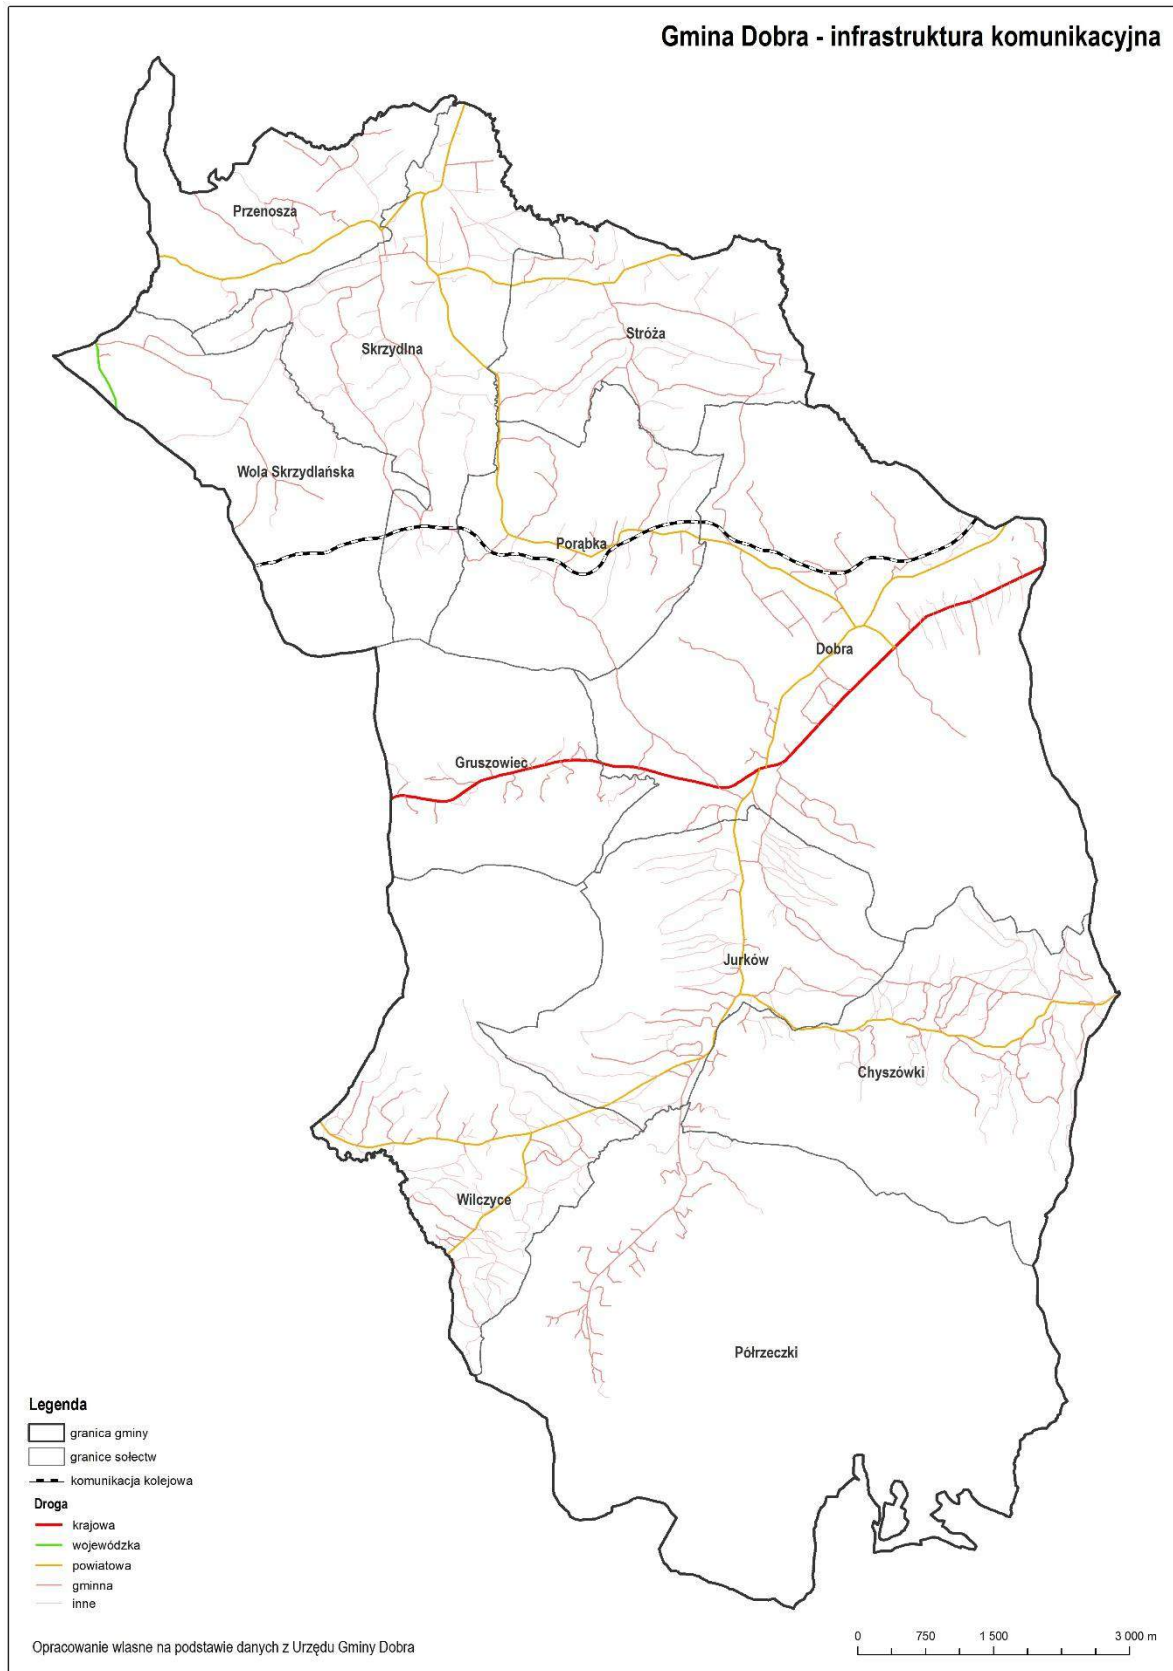 Gmina Dobra - infrastruktura komunikacyjna
Przenosza
Stróża
Skrzydlna
Wola Skrzydlańska
Porąbka
Dobra
Gruszowiec
Jurków
Chyszówki
Wilczyce
Półrzeczki
Legenda
granica gminy
granice sołectw
komunikacja kolejowa
Droga
krajowa
wojewódzka
powiatowa
gminna
inne
Opracowanie wlasne na podstawie danych z Urzędu Gminy Dobra
0 750 1 500 3 000 m